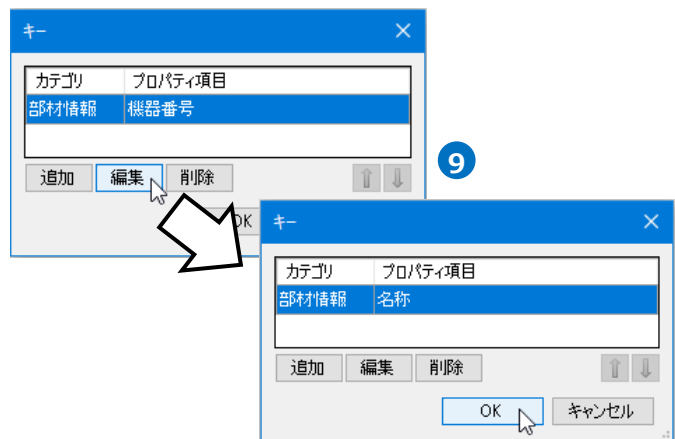 キー
カテゴリ プロパティ項目
部材情報 機器番号
追加 編集 削除
OK
9
キー
カテゴリ プロパティ項目
部材情報 名称
追加 編集 削除
OK キャンセル